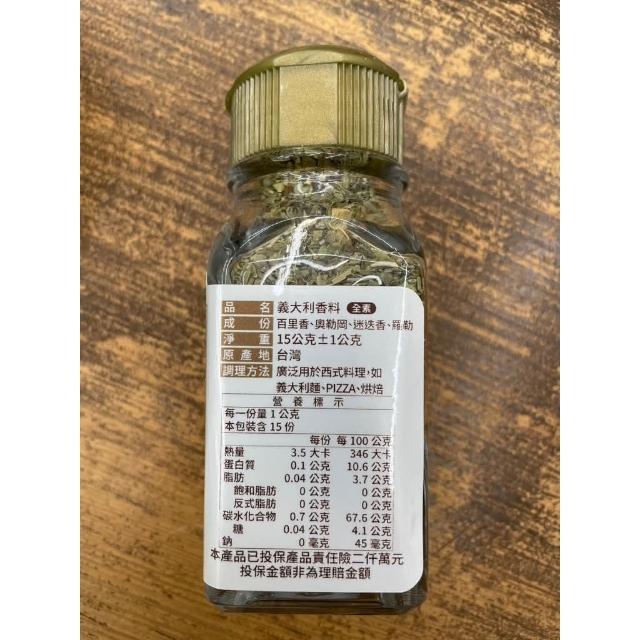 品名 義大利香料 全素
成份 百里香、奧勒岡、迷迭香、羅勒
淨重 15公克±1公克
原產地 台灣
調理方法 廣泛用於西式料理，如
義大利麵、PIZZA、烘焙
營養標示
每一份量 1 公克
本包裝含 15 份
每份 每 100 公克
熱量 3.5 大卡 346 大卡
蛋白質 0.1 公克 10.6 公克
脂肪 0.04 公克 3.7 公克
飽和脂肪 0 公克 0 公克
反式脂肪 0 公克 0 公克
碳水化合物 0.7 公克 67.6 公克
糖 0.04 公克 4.1 公克
鈉 0 毫克 45 毫克
本產品已投保產品責任險二仟萬元
投保金額非為理賠金額